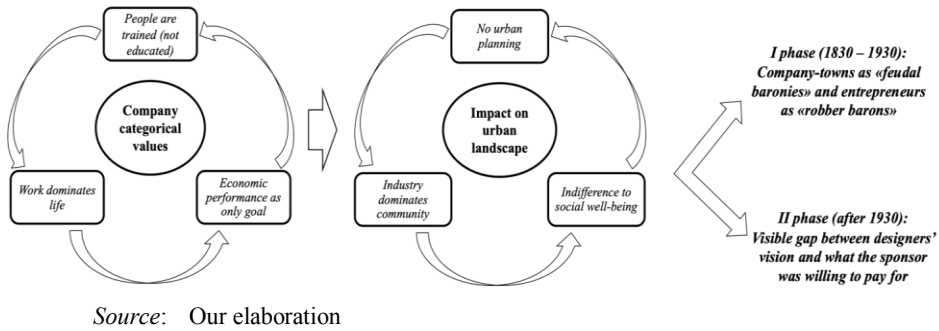 People are
trained (not
educated)
Company
categorical
values
Work dominates
life
Economic
performance as
only goal
No urban
planning
Impact on
urban
landscape
Industry
dominates
community
Indifference to
social well-being
I phase (1830 – 1930):
Company-towns as «feudal
baronies» and entrepreneurs
as «robber barons»
II phase (after 1930):
Visible gap between designers’
vision and what the sponsor
was willing to pay for
Source: Our elaboration